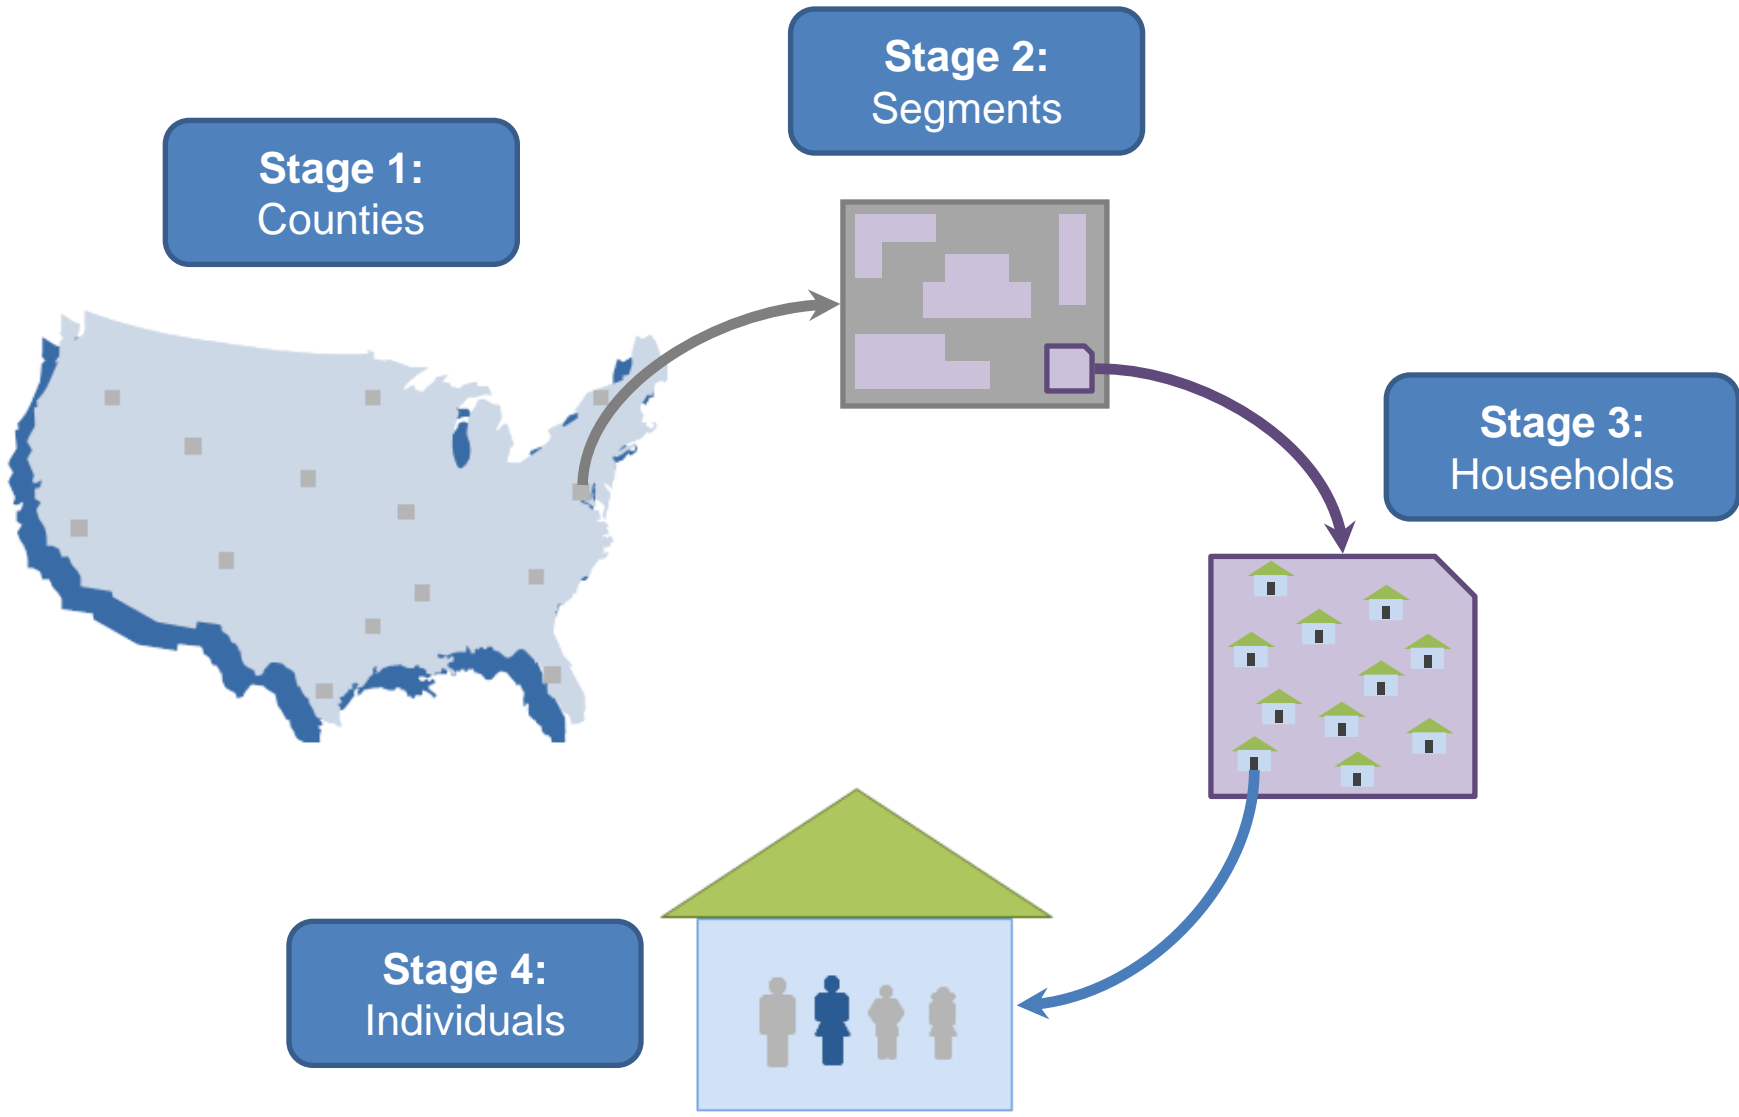 Stage 1:
Counties
Stage 2:
Segments
Stage 3:
Households
Stage 4:
Individuals